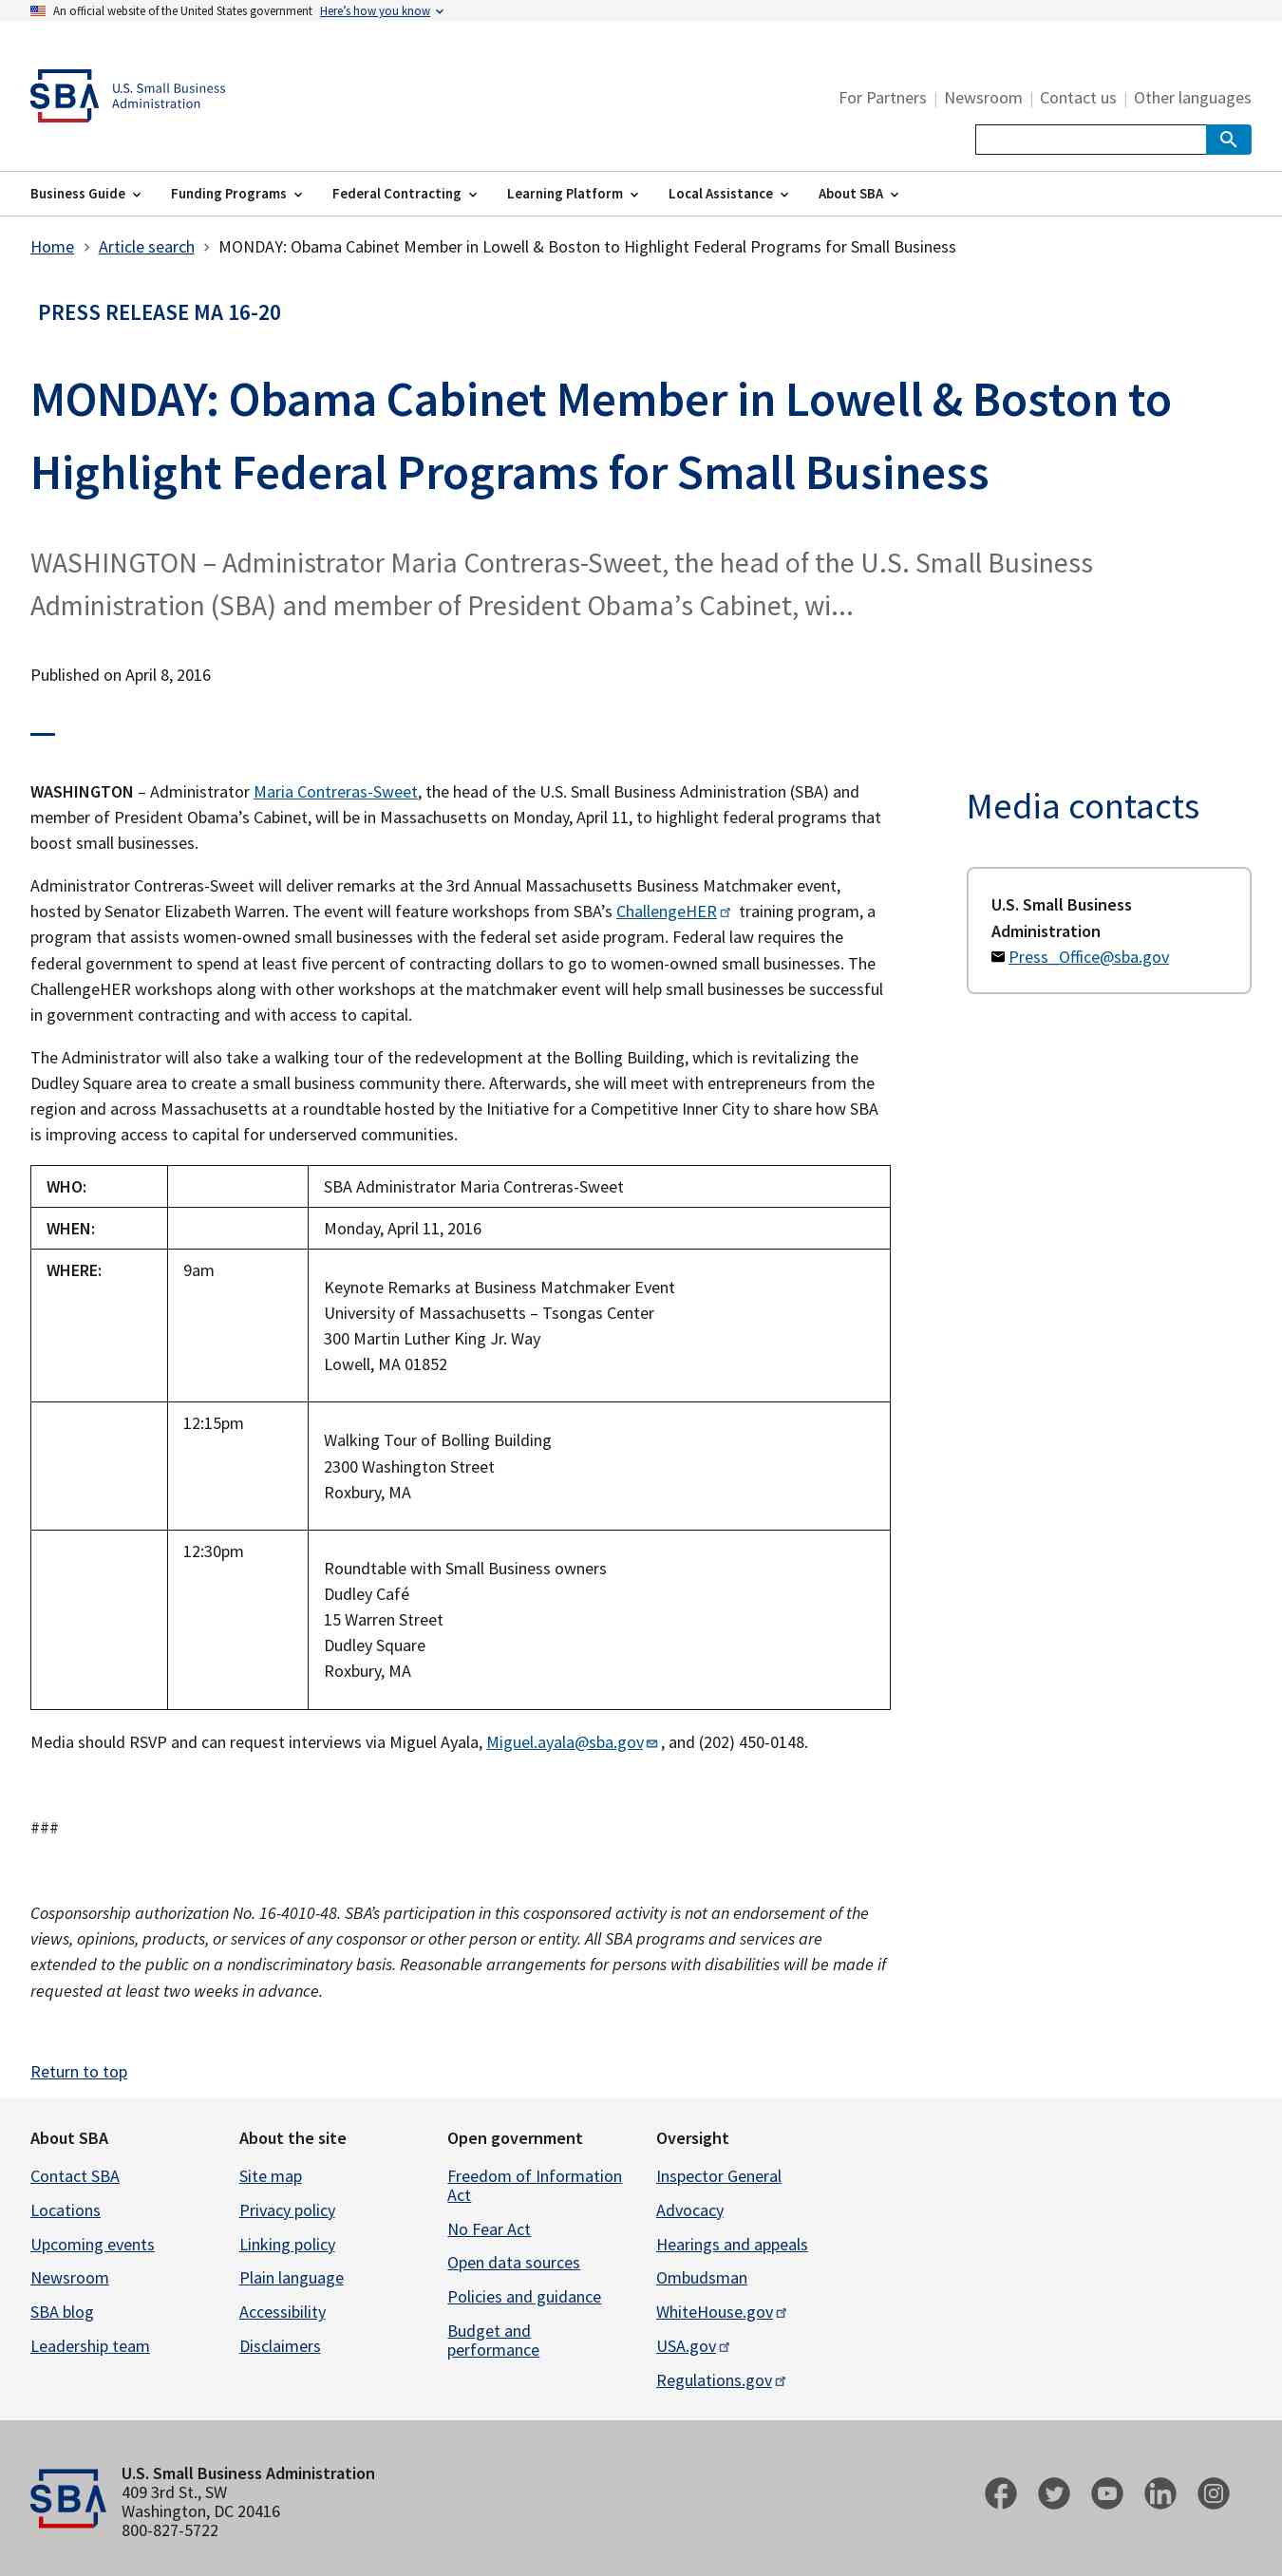 An official website of the United States government Here’s how you know
SBA U.S. Small Business
Administration
For Partners | Newsroom | Contact us | Other languages
Business Guide Funding Programs Federal Contracting Learning Platform Local Assistance About SBA
Home Article search MONDAY: Obama Cabinet Member in Lowell & Boston to Highlight Federal Programs for Small Business
PRESS RELEASE MA 16-20
MONDAY: Obama Cabinet Member in Lowell & Boston to
Highlight Federal Programs for Small Business
WASHINGTON – Administrator Maria Contreras-Sweet, the head of the U.S. Small Business
Administration (SBA) and member of President Obama’s Cabinet, wi...
Published on April 8, 2016
WASHINGTON – Administrator Maria Contreras-Sweet, the head of the U.S. Small Business Administration (SBA) and
member of President Obama’s Cabinet, will be in Massachusetts on Monday, April 11, to highlight federal programs that
boost small businesses.
Administrator Contreras-Sweet will deliver remarks at the 3rd Annual Massachusetts Business Matchmaker event,
hosted by Senator Elizabeth Warren. The event will feature workshops from SBA’s ChallengeHER training program, a
program that assists women-owned small businesses with the federal set aside program. Federal law requires the
federal government to spend at least five percent of contracting dollars to go to women-owned small businesses. The
ChallengeHER workshops along with other workshops at the matchmaker event will help small businesses be successful
in government contracting and with access to capital.
The Administrator will also take a walking tour of the redevelopment at the Bolling Building, which is revitalizing the
Dudley Square area to create a small business community there. Afterwards, she will meet with entrepreneurs from the
region and across Massachusetts at a roundtable hosted by the Initiative for a Competitive Inner City to share how SBA
is improving access to capital for underserved communities.
WHO: SBA Administrator Maria Contreras-Sweet
WHEN: Monday, April 11, 2016
WHERE: 9am
Keynote Remarks at Business Matchmaker Event
University of Massachusetts – Tsongas Center
300 Martin Luther King Jr. Way
Lowell, MA 01852
12:15pm
Walking Tour of Bolling Building
2300 Washington Street
Roxbury, MA
12:30pm
Roundtable with Small Business owners
Dudley Café
15 Warren Street
Dudley Square
Roxbury, MA
Media should RSVP and can request interviews via Miguel Ayala, Miguel.ayala@sba.gov , and (202) 450-0148.
###
Cosponsorship authorization No. 16-4010-48. SBA’s participation in this cosponsored activity is not an endorsement of the
views, opinions, products, or services of any cosponsor or other person or entity. All SBA programs and services are
extended to the public on a nondiscriminatory basis. Reasonable arrangements for persons with disabilities will be made if
requested at least two weeks in advance.
Media contacts
U.S. Small Business
Administration
Press_Office@sba.gov
Return to top
About SBA
Contact SBA
Locations
Upcoming events
Newsroom
SBA blog
Leadership team
About the site
Site map
Privacy policy
Linking policy
Plain language
Accessibility
Disclaimers
Open government
Freedom of Information
Act
No Fear Act
Open data sources
Policies and guidance
Budget and
performance
Oversight
Inspector General
Advocacy
Hearings and appeals
Ombudsman
WhiteHouse.gov
USA.gov
Regulations.gov
SBA
U.S. Small Business Administration
409 3rd St., SW
Washington, DC 20416
800-827-5722